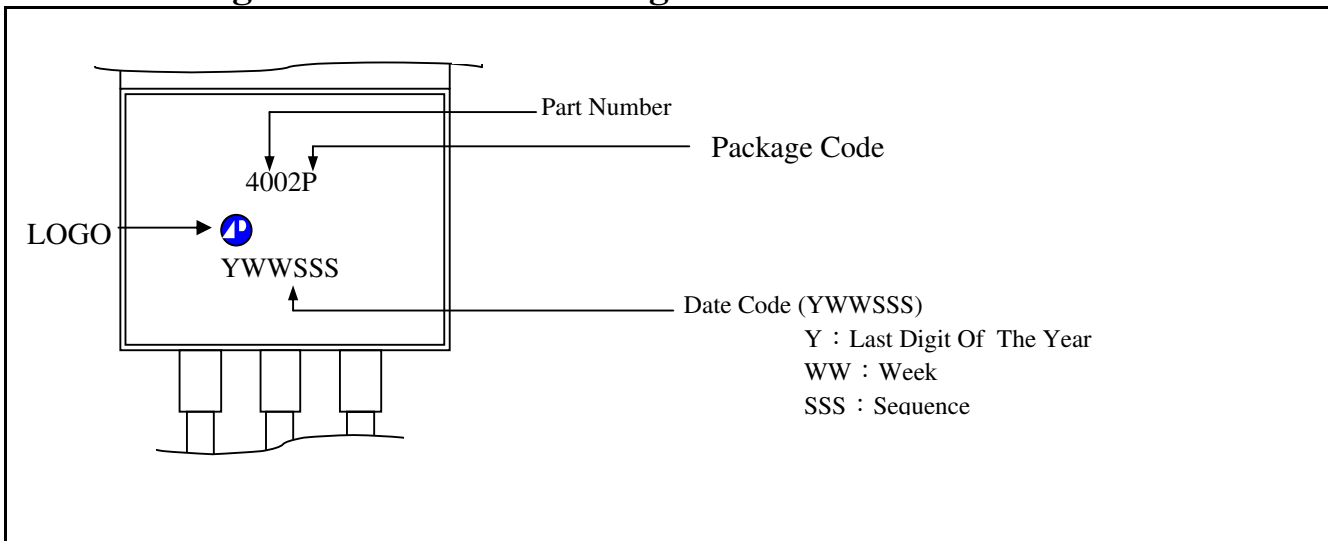 Part Number
Package Code
4002P
LOGO
YWWSSS
Date Code (YWWSSS)
Y：Last Digit Of The Year
WW：Week
SSS：Sequence